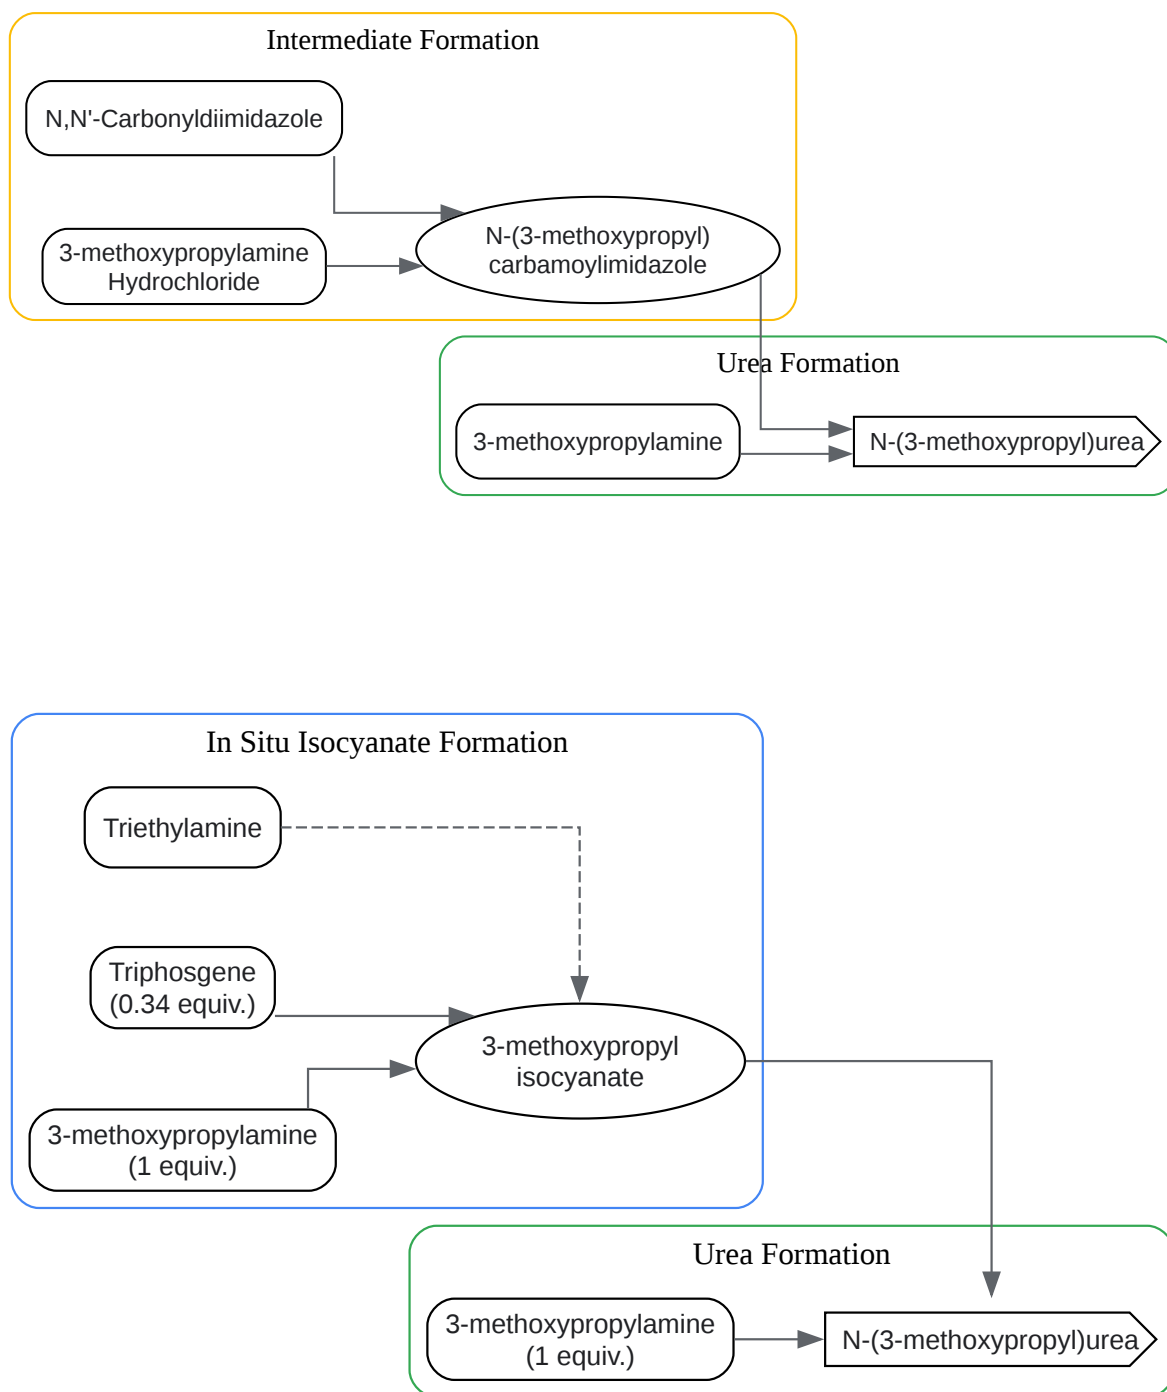 Intermediate Formation
N,N'-Carbonyldiimidazole
3-methoxypropylamine
Hydrochloride
N-(3-methoxypropyl)
carbamoylimidazole
Urea Formation
3-methoxypropylamine
N-(3-methoxypropyl)urea
In Situ Isocyanate Formation
Triethylamine
Triphosgene
(0.34 equiv.)
3-methoxypropyl
isocyanate
3-methoxypropylamine
(1 equiv.)
Urea Formation
3-methoxypropylamine
(1 equiv.)
N-(3-methoxypropyl)urea